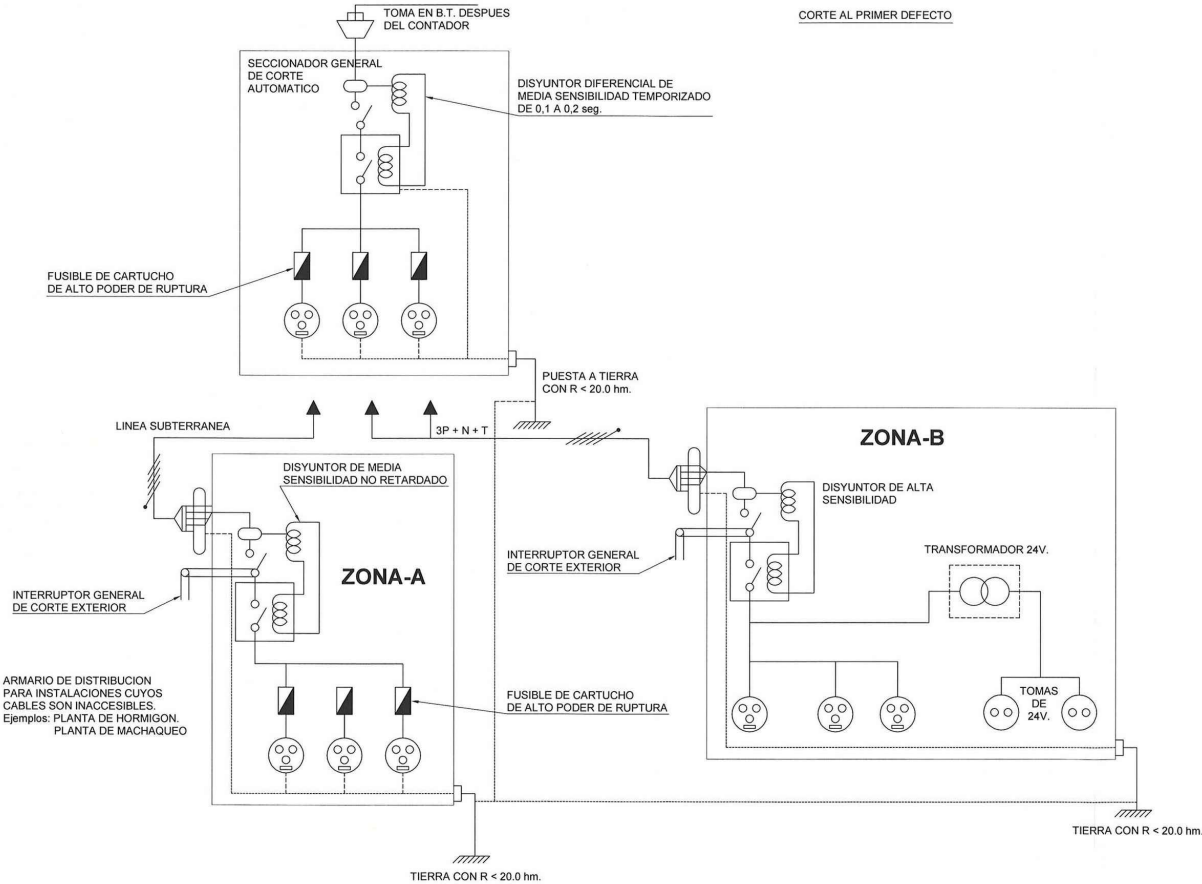 TOMA EN B.T. DESPUES
DEL CONTADOR
CORTE AL PRIMER DEFECTO
SECCIONADOR GENERAL
DE CORTE
AUTOMATICO
DISYUNTOR DIFERENCIAL DE
MEDIA SENSIBILIDAD TEMPORIZADO
DE 0,1 A 0,2 seg.
FUSIBLE DE CARTUCHO
DE ALTO PODER DE RUPTURA
PUESTA A TIERRA
CON R < 20.0 hm.
LINEA SUBTERRANEA
3P + N + T
DISYUNTOR DE MEDIA
SENSIBILIDAD NO RETARDADO
ZONA-A
INTERRUPTOR GENERAL
DE CORTE EXTERIOR
ARMARIO DE DISTRIBUCION
PARA INSTALACIONES CUYOS
CABLES SON INACCESIBLES.
Ejemplos: PLANTA DE HORMIGON.
PLANTA DE MACHAQUEO
FUSIBLE DE CARTUCHO
DE ALTO PODER DE RUPTURA
TIERRA CON R < 20.0 hm.
ZONA-B
DISYUNTOR DE ALTA
SENSIBILIDAD
INTERRUPTOR GENERAL
DE CORTE EXTERIOR
TRANSFORMADOR 24V.
TOMAS
DE
24V.
TIERRA CON R < 20.0 hm.